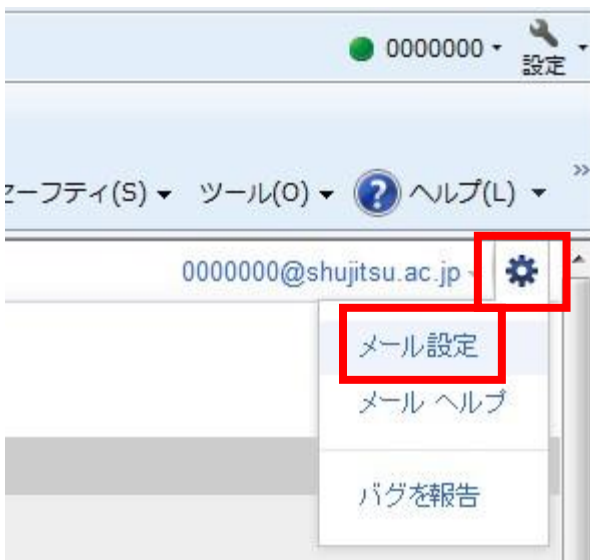 0000000
設定
ーフティ(S) ツール(O) ? ヘルプ(L) »
0000000@shujitsu.ac.jp
メール設定
メール ヘルプ
バグを報告